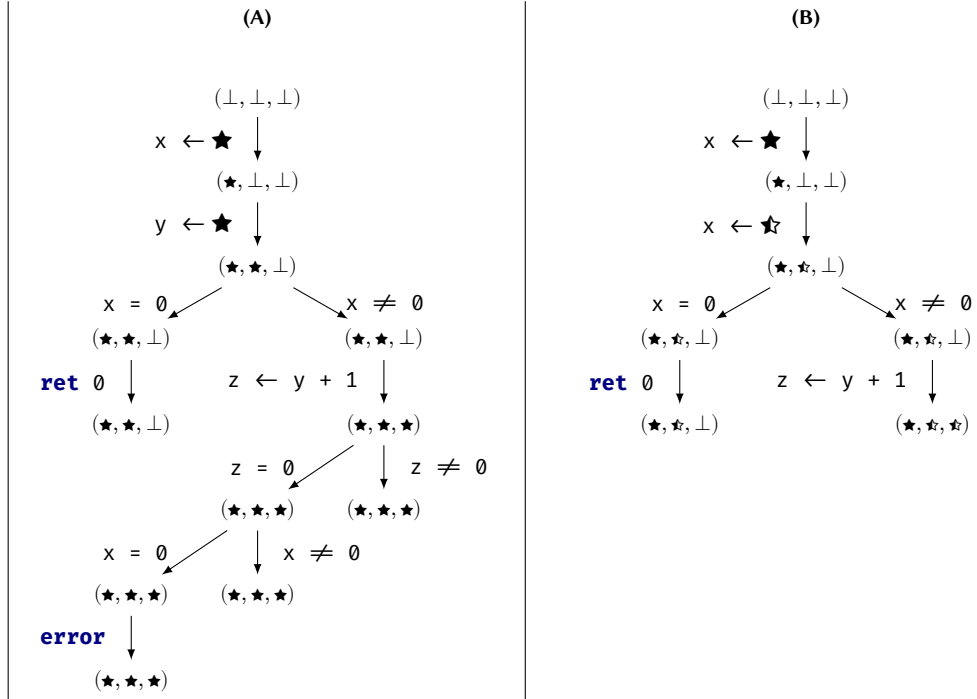 (A)
(⊥, ⊥, ⊥)
x ←★
(★, ⊥, ⊥)
y ←★
(★, ★, ⊥)
x = 0
x ≠ 0
(★, ★, ⊥)
(★, ★, ⊥)
ret 0
z ← y + 1
(★, ★, ⊥)
(★, ★, ★)
z = 0
z ≠ 0
(★, ★, ★)
(★, ★, ★)
x = 0
x ≠ 0
(★, ★, ★)
(★, ★, ★)
error
(★, ★, ★)
(B)
(⊥, ⊥, ⊥)
x ←★
(★, ⊥, ⊥)
x ←⯪
(★, ⯪, ⊥)
x = 0
x ≠ 0
(★, ⯪, ⊥)
(★, ⯪, ⊥)
ret 0
z ← y + 1
(★, ⯪, ⊥)
(★, ⯪, ⯪)